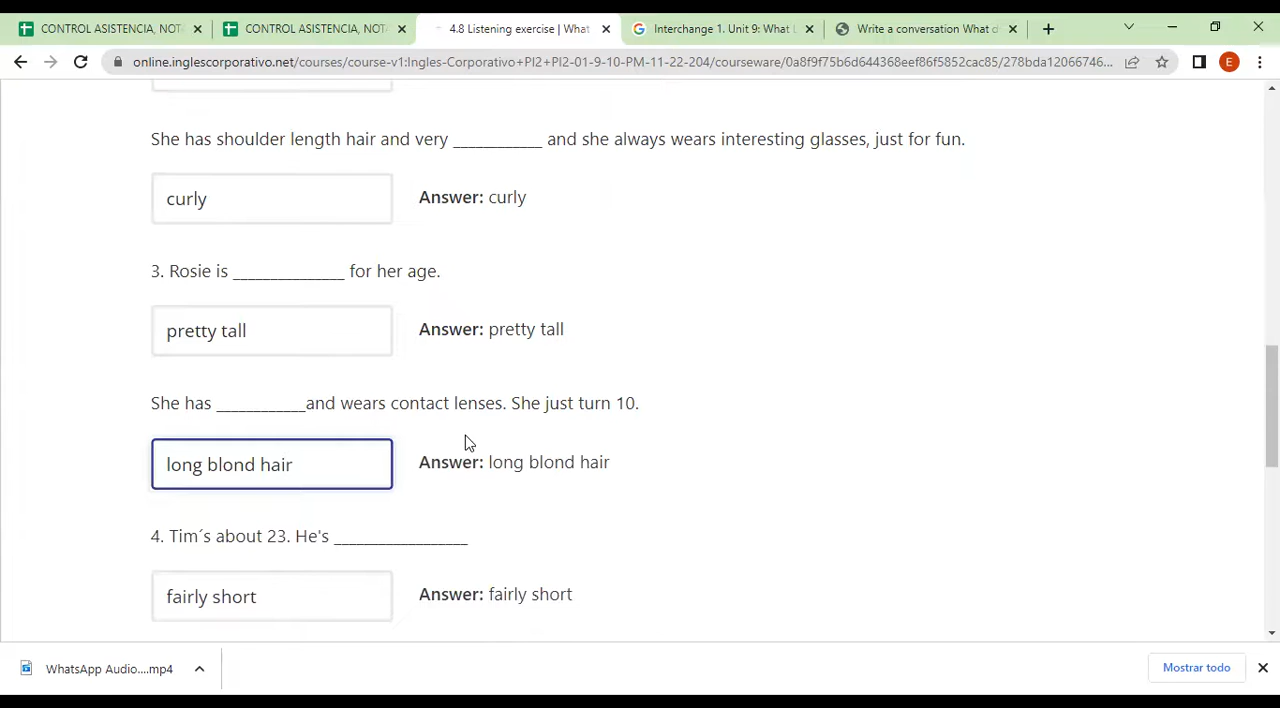 CONTROL ASISTENCIA, NOT
CONTROL ASISTENCIA, NOT
4.8 Listening exercise | What
Interchange 1. Unit 9: What L
Write a conversation What d
online.inglescorporativo.net/courses/course-v1:Ingles-Corporativo+PI2+PI2-01-9-10-PM-11-22-204/courseware/0a8f9f75b6d644368eef86f5852cac85/278bda12066746...
E
She has shoulder length hair and very ____________ and she always wears interesting glasses, just for fun.
curly
Answer: curly
3. Rosie is _______________ for her age.
pretty tall
Answer: pretty tall
She has ____________and wears contact lenses. She just turn 10.
long blond hair
Answer: long blond hair
4. Tim´s about 23. He's __________________
fairly short
Answer: fairly short
WhatsApp Audio....mp4
Mostrar todo